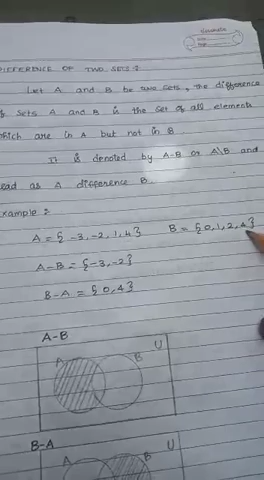 DIFFERENCE OF TWO SETS :
Let A and B be two sets, the difference
of sets A and B is the set of all elements
which are in A but not in B.
It is denoted by A-B or A\B and
read as A difference B.
Example :
A = {-3, -2, 1, 4} B = {0, 1, 2, 4}
A-B = {-3, -2}
B-A = {0, 4}
A-B
A B U
B-A
A B U